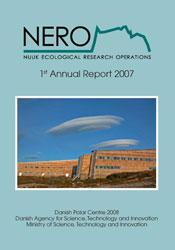 NERO
NUUK ECOLOGICAL RESEARCH OPERATIONS
1st Annual Report 2007
Danish Polar Centre 2008
Danish Agency for Science, Technology and Innovation
Ministry of Science, Technology and Innovation